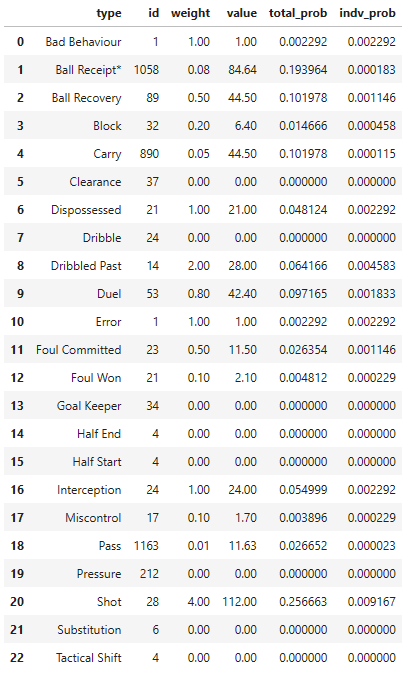 type id weight value total_prob indv_prob
0 Bad Behaviour 1 1.00 1.00 0.002292 0.002292
1 Ball Receipt* 1058 0.08 84.64 0.193964 0.000183
2 Ball Recovery 89 0.50 44.50 0.101978 0.001146
3 Block 32 0.20 6.40 0.014666 0.000458
4 Carry 890 0.05 44.50 0.101978 0.000115
5 Clearance 37 0.00 0.00 0.000000 0.000000
6 Dispossessed 21 1.00 21.00 0.048124 0.002292
7 Dribble 24 0.00 0.00 0.000000 0.000000
8 Dribbled Past 14 2.00 28.00 0.064166 0.004583
9 Duel 53 0.80 42.40 0.097165 0.001833
10 Error 1 1.00 1.00 0.002292 0.002292
11 Foul Committed 23 0.50 11.50 0.026354 0.001146
12 Foul Won 21 0.10 2.10 0.004812 0.000229
13 Goal Keeper 34 0.00 0.00 0.000000 0.000000
14 Half End 4 0.00 0.00 0.000000 0.000000
15 Half Start 4 0.00 0.00 0.000000 0.000000
16 Interception 24 1.00 24.00 0.054999 0.002292
17 Miscontrol 17 0.10 1.70 0.003896 0.000229
18 Pass 1163 0.01 11.63 0.026652 0.000023
19 Pressure 212 0.00 0.00 0.000000 0.000000
20 Shot 28 4.00 112.00 0.256663 0.009167
21 Substitution 6 0.00 0.00 0.000000 0.000000
22 Tactical Shift 4 0.00 0.00 0.000000 0.000000